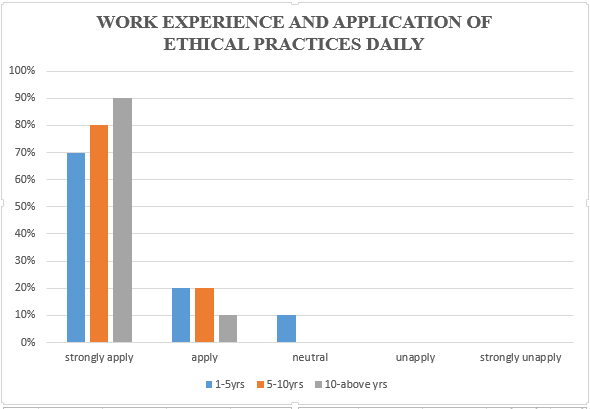 WORK EXPERIENCE AND APPLICATION OF
ETHICAL PRACTICES DAILY
100%
90%
80%
70%
60%
50%
40%
30%
20%
10%
0%
strongly apply apply neutral unapply strongly unapply
1-5yrs 5-10yrs 10-above yrs